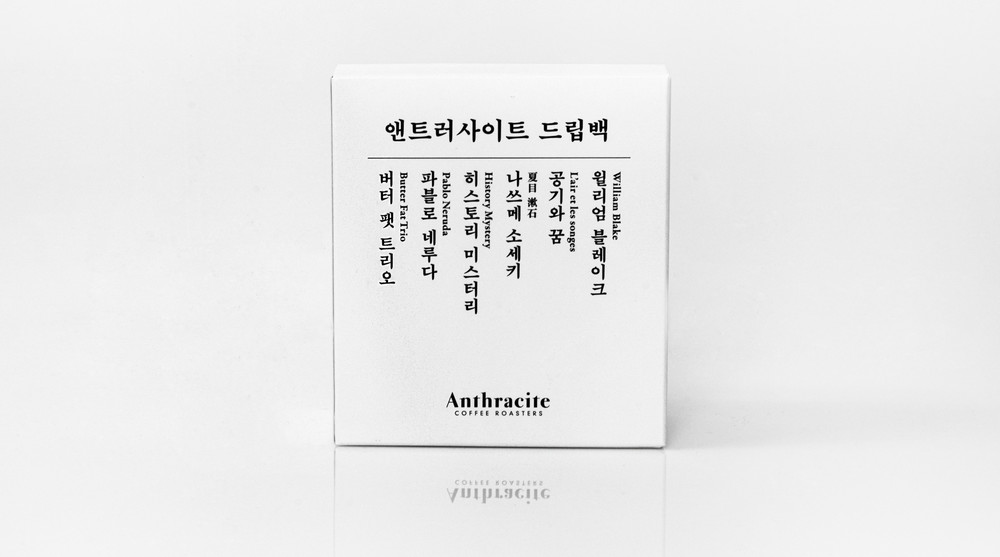 앤트러사이트 드립백
William Blake
윌리엄 블레이크
L'air et les songes
공기와 꿈
夏目 漱石
나쓰메 소세키
History Mystery
히스토리 미스터리
Pablo Neruda
파블로 네루다
Butter Fat Trio
버터 팻 트리오
Anthracite
COFFEE ROASTERS